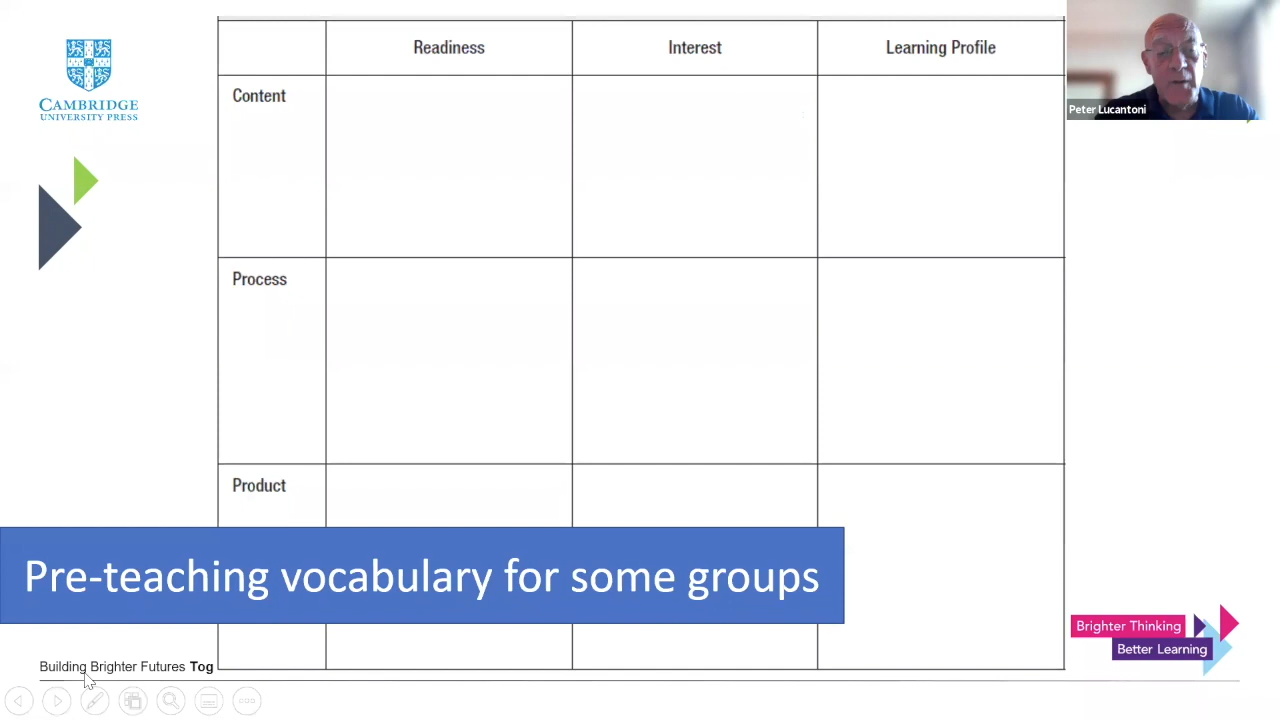 CAMBRIDGE
UNIVERSITY PRESS
Readiness Interest Learning Profile
Content
Process
Product
Peter Lucantoni
Pre-teaching vocabulary for some groups
Brighter Thinking
Better Learning
Building Brighter Futures Tog